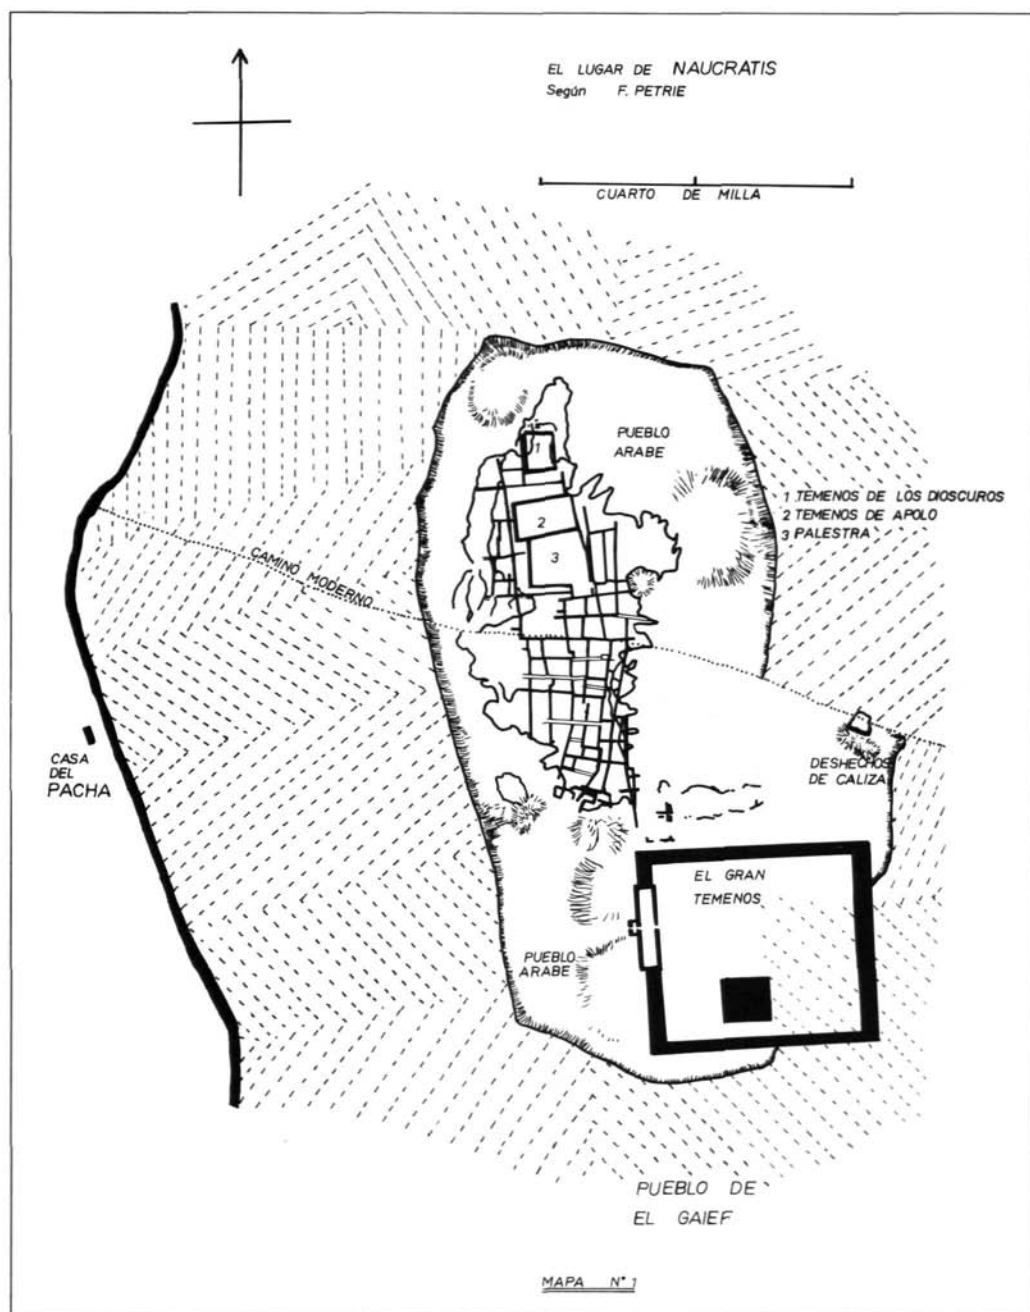 EL LUGAR DE NAUCRATIS
Según F. PETRIE
CUARTO DE MILLA
PUEBLO
ARABE
1
2
3
1 TEMENOS DE LOS DIOSCUROS
2 TEMENOS DE APOLO
3 PALESTRA
CAMINO MODERNO
CASA
DEL
PACHA
DESHECHOS
DE CALIZA
EL GRAN
TEMENOS
PUEBLO
ARABE
PUEBLO DE
EL GAIEF
MAPA N° 1